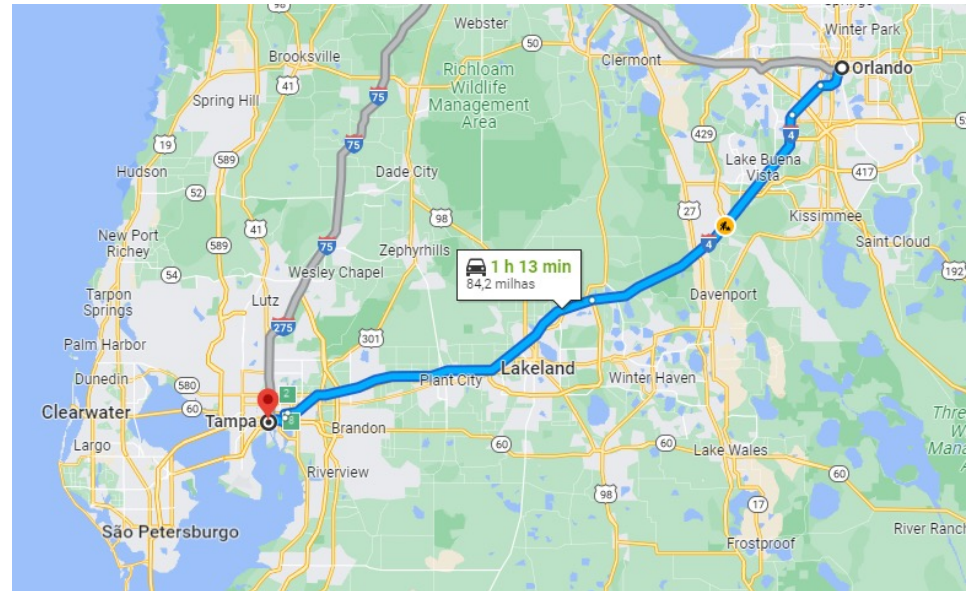 98
Webster
Winter Park
50
Brooksville
Clermont
Orlando
41
Richloam
Wildlife
Management
Area
75
Spring Hill
4
429
19
75
589
Lake Buena
Vista
Hudson
Dade City
417
52
27
98
Kissimmee
41
New Port
Richey
589
75
Zephyrhills
4
Saint Cloud
1 h 13 min
84,2 milhas
54
Wesley Chapel
192
Tarpon
Springs
Lutz
Davenport
275
301
Palm Harbor
Lakeland
Dunedin
580
Plant City
Winter Haven
2
Clearwater
60
Tampa
6
Brandon
Largo
60
60
Lake Wales
Riverview
60
98
17
São Petersburgo
River Ranch
Frostproof